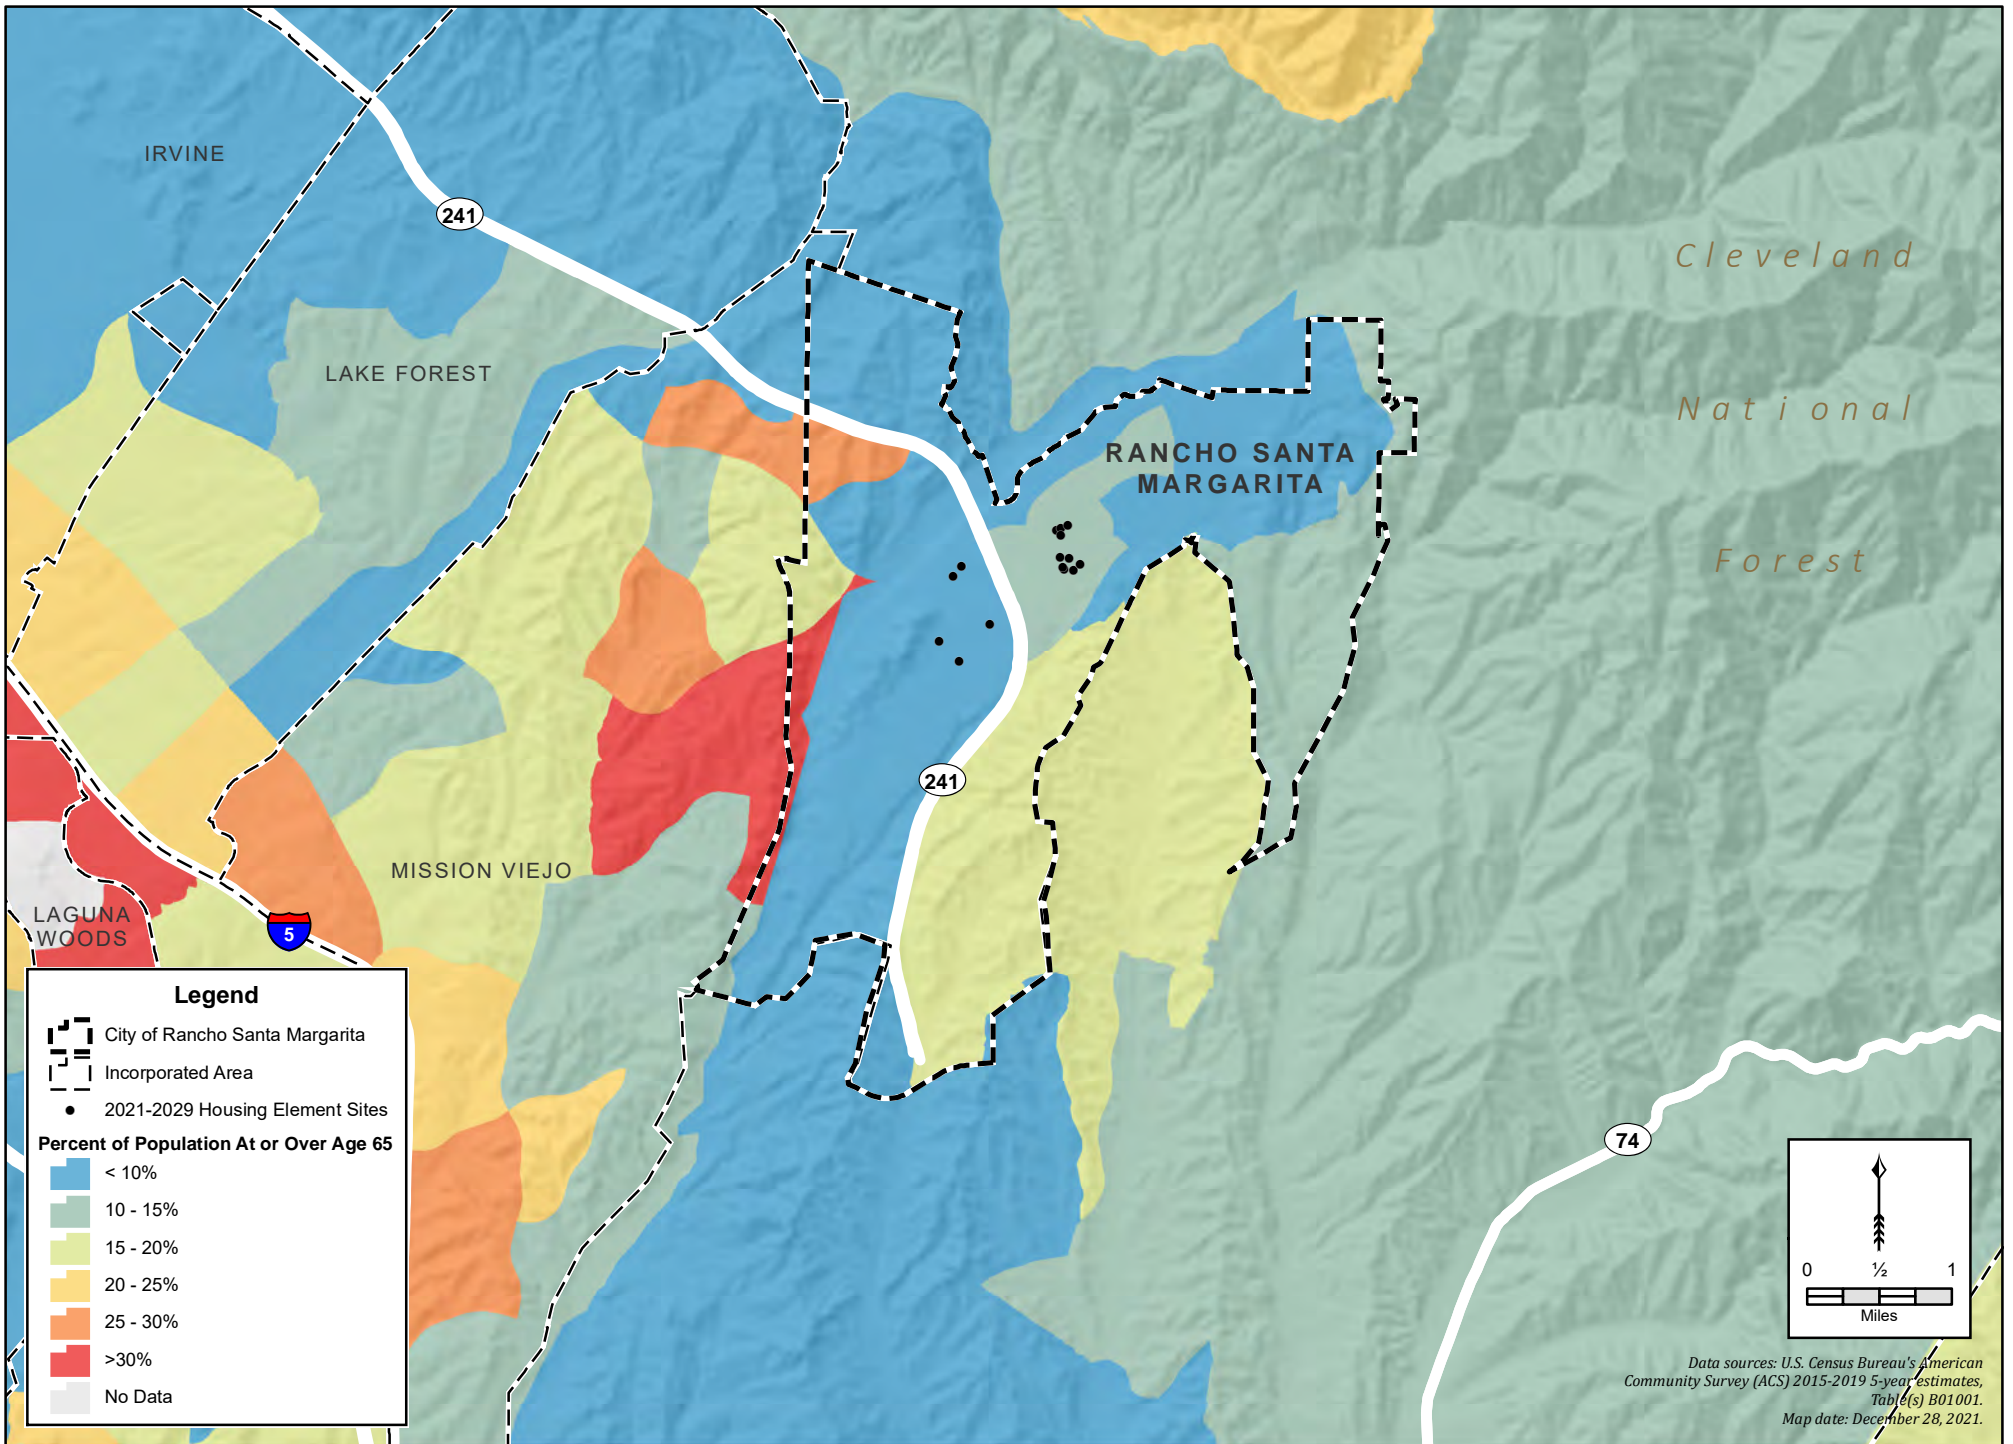 IRVINE
241
Cleveland
LAKE FOREST
National
RANCHO SANTA
MARGARITA
Forest
241
MISSION VIEJO
LAGUNA
WOODS
5
Legend
City of Rancho Santa Margarita
Incorporated Area
2021-2029 Housing Element Sites
Percent of Population At or Over Age 65
< 10%
10 - 15%
15 - 20%
20 - 25%
25 - 30%
>30%
No Data
74
0 ½ 1
Miles
Data sources: U.S. Census Bureau's American
Community Survey (ACS) 2015-2019 5-year estimates,
Table(s) B01001.
Map date: December 28, 2021.